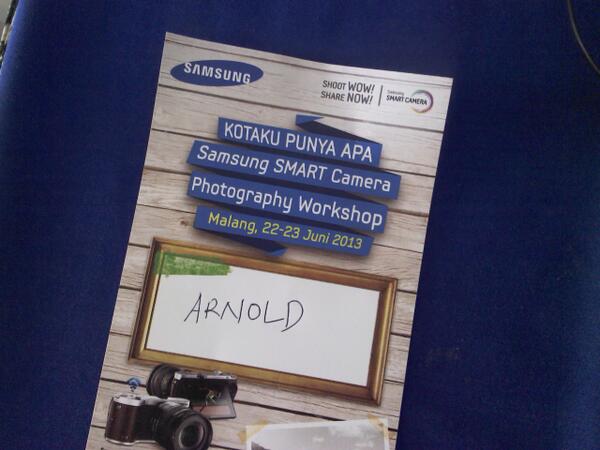 SAMSUNG
SHOOT WOW!
SHARE NOW!
Samsung
SMART CAMERA
KOTAKU PUNYA APA
Samsung SMART Camera
Photography Workshop
Malang, 22-23 Juni 2013
ARNOLD